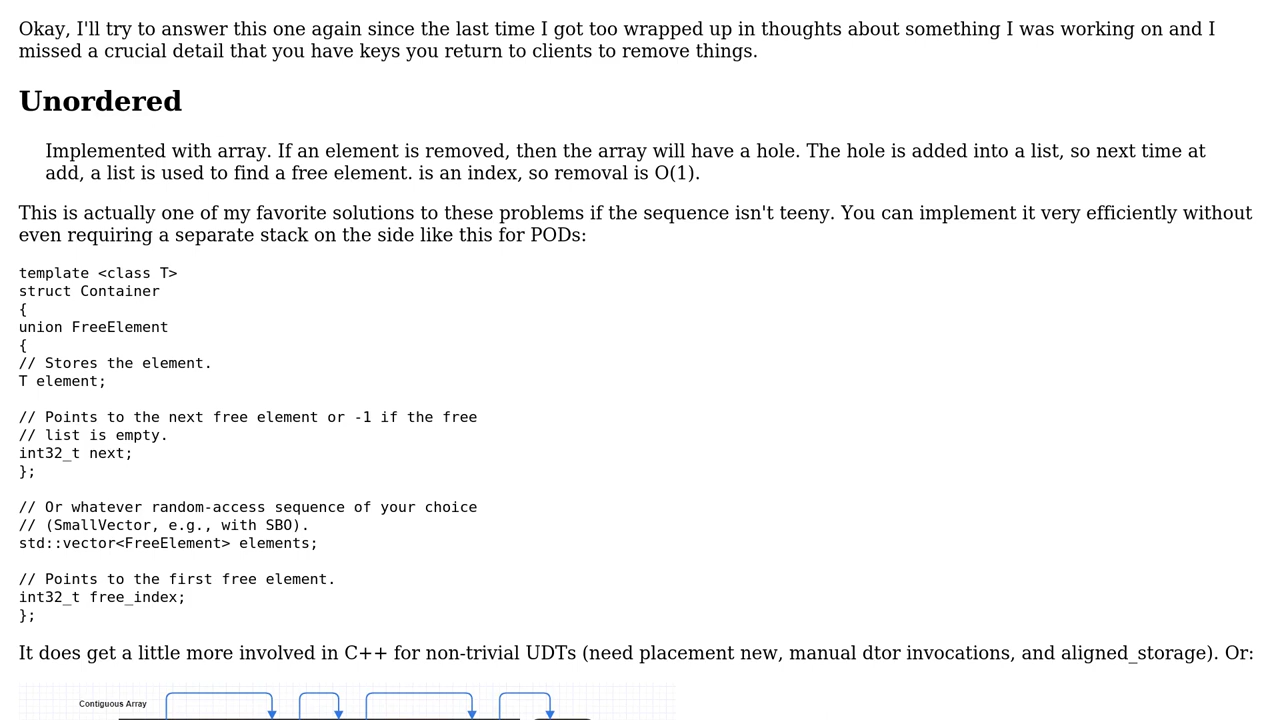 Okay, I'll try to answer this one again since the last time I got too wrapped up in thoughts about something I was working on and I
missed a crucial detail that you have keys you return to clients to remove things.
Unordered
Implemented with array. If an element is removed, then the array will have a hole. The hole is added into a list, so next time at
add, a list is used to find a free element. is an index, so removal is O(1).
This is actually one of my favorite solutions to these problems if the sequence isn't teeny. You can implement it very efficiently without
even requiring a separate stack on the side like this for PODs:
template <class T>
struct Container
{
union FreeElement
{
// Stores the element.
T element;
// Points to the next free element or -1 if the free
// list is empty.
int32_t next;
};
// Or whatever random-access sequence of your choice
// (SmallVector, e.g., with SBO).
std::vector<FreeElement> elements;
// Points to the first free element.
int32_t free_index;
};
It does get a little more involved in C++ for non-trivial UDTs (need placement new, manual dtor invocations, and aligned_storage). Or:
Contiguous Array